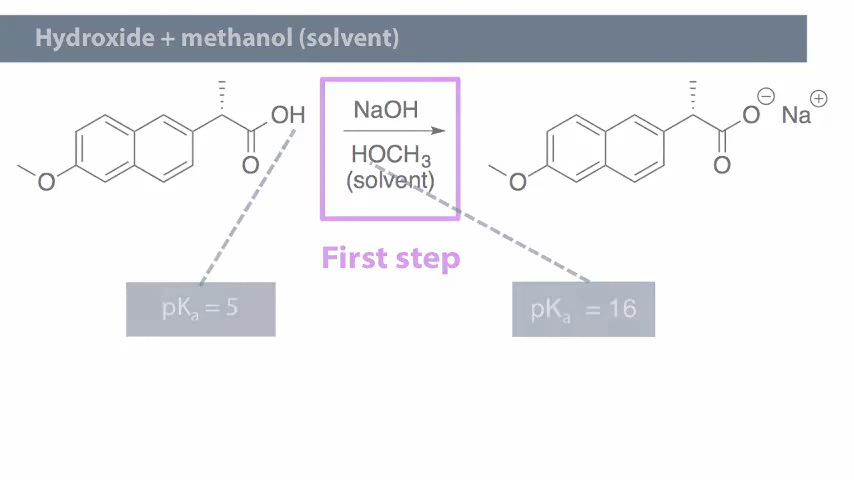 Hydroxide + methanol (solvent)
OH
O
O
NaOH
HOCH3
(solvent)
O⊖ Na⊕
O
O
First step
pKa = 5
pKa = 16